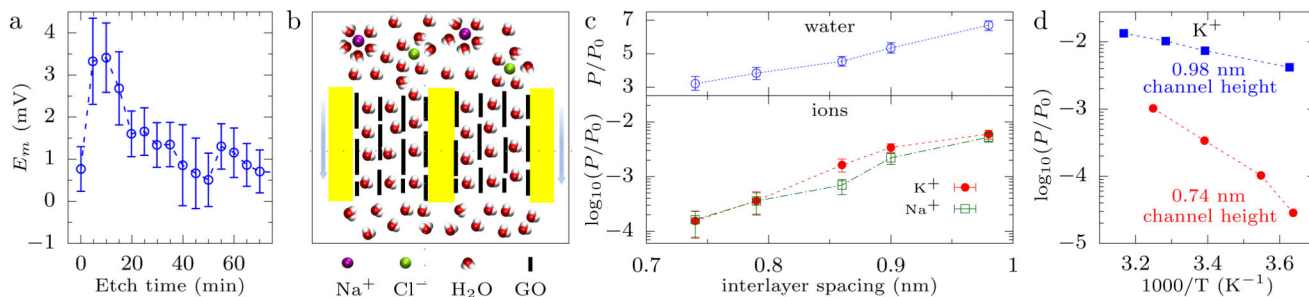 a
E_m (mV)
5
4
3
2
1
0
−1
0 20 40 60
Etch time (min)
b
Na⁺ Cl⁻ H₂O GO
c
P/P₀
7
5
3
water
log₁₀(P/P₀)
−2
−3
−4
ions
K⁺
Na⁺
0.7 0.8 0.9 1
interlayer spacing (nm)
d
log₁₀(P/P₀)
−2
−3
−4
−5
K⁺
0.98 nm
channel height
0.74 nm
channel height
3.2 3.4 3.6
1000/T (K⁻¹)